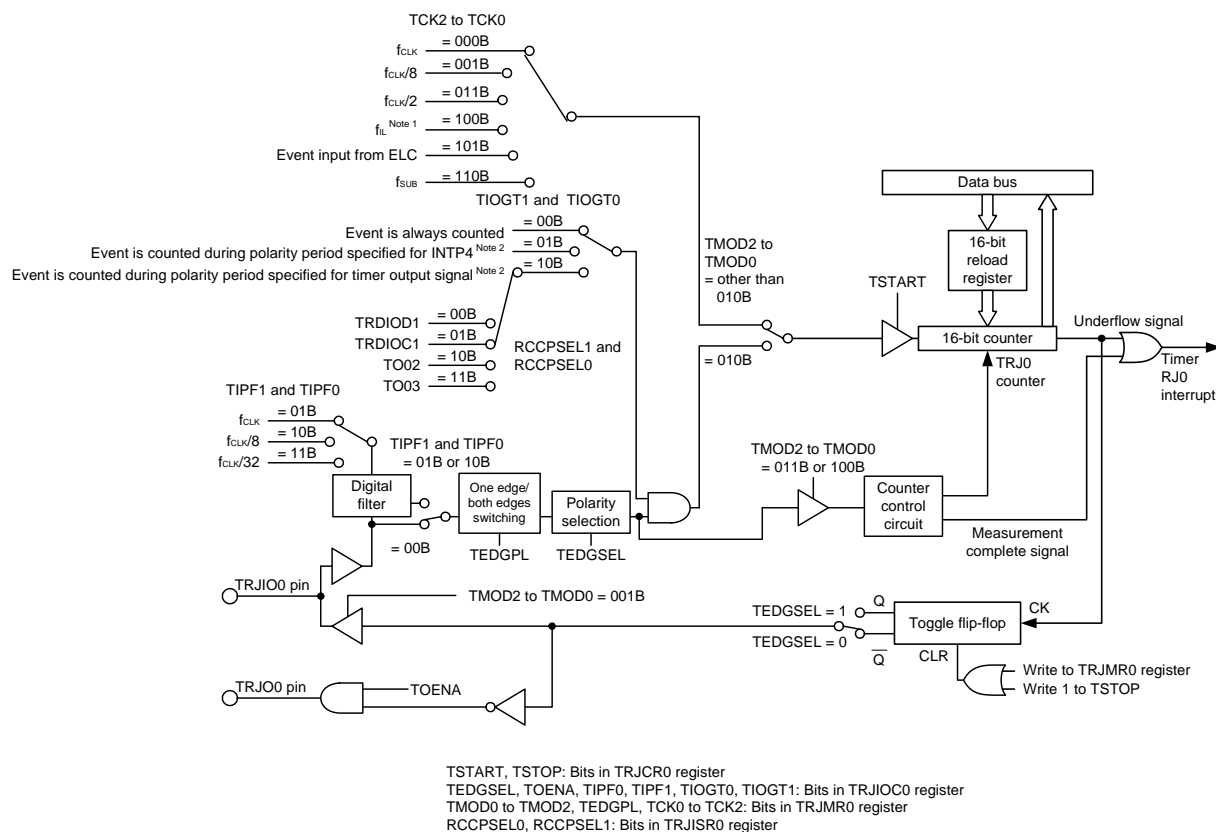 TCK2 to TCK0
fCLK = 000B
fCLK/8 = 001B
fCLK/2 = 011B
fIL Note 1 = 100B
Event input from ELC = 101B
fSUB = 110B
TIOGT1 and TIOGT0
= 00B
Event is always counted
= 01B
Event is counted during polarity period specified for INTP4 Note 2
= 10B
Event is counted during polarity period specified for timer output signal Note 2
TRDIOD1 = 00B
TRDIOC1 = 01B
TO02 = 10B
TO03 = 11B
RCCPSEL1 and
RCCPSEL0
TMOD2 to
TMOD0
= other than
010B
= 010B
Data bus
16-bit
reload
register
TSTART
16-bit counter
TRJ0
counter
Underflow signal
Timer
RJ0
interrupt
TIPF1 and TIPF0
fCLK = 01B
fCLK/8 = 10B
fCLK/32 = 11B
Digital
filter
TIPF1 and TIPF0
= 01B or 10B
= 00B
One edge/
both edges
switching
TEDGPL
Polarity
selection
TEDGSEL
TMOD2 to TMOD0
= 011B or 100B
Counter
control
circuit
Measurement
complete signal
TRJIO0 pin
TMOD2 to TMOD0 = 001B
TEDGSEL = 1
TEDGSEL = 0
Q
Q
Toggle flip-flop
CK
CLR
Write to TRJMR0 register
Write 1 to TSTOP
TRJO0 pin
TOENA
TSTART, TSTOP: Bits in TRJCR0 register
TEDGSEL, TOENA, TIPF0, TIPF1, TIOGT0, TIOGT1: Bits in TRJIOC0 register
TMOD0 to TMOD2, TEDGPL, TCK0 to TCK2: Bits in TRJMR0 register
RCCPSEL0, RCCPSEL1: Bits in TRJISR0 register